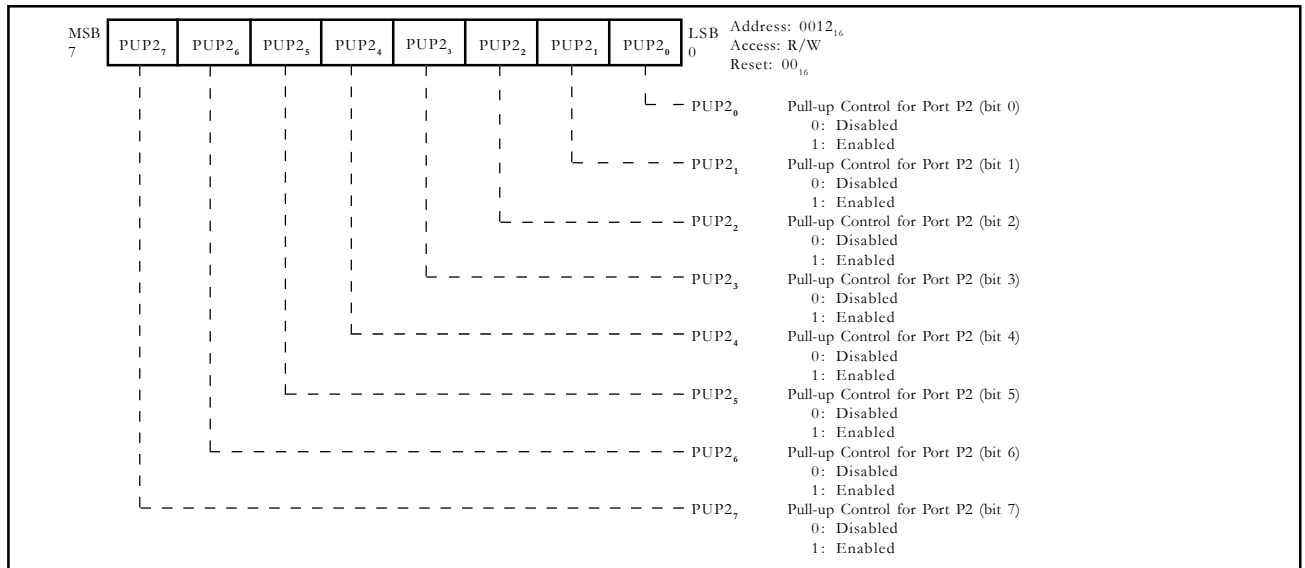 MSB 7 PUP2₇ PUP2₆ PUP2₅ PUP2₄ PUP2₃ PUP2₂ PUP2₁ PUP2₀ LSB 0
Address: 0012₁₆
Access: R/W
Reset: 00₁₆
PUP2₀ Pull-up Control for Port P2 (bit 0)
0: Disabled
1: Enabled
PUP2₁ Pull-up Control for Port P2 (bit 1)
0: Disabled
1: Enabled
PUP2₂ Pull-up Control for Port P2 (bit 2)
0: Disabled
1: Enabled
PUP2₃ Pull-up Control for Port P2 (bit 3)
0: Disabled
1: Enabled
PUP2₄ Pull-up Control for Port P2 (bit 4)
0: Disabled
1: Enabled
PUP2₅ Pull-up Control for Port P2 (bit 5)
0: Disabled
1: Enabled
PUP2₆ Pull-up Control for Port P2 (bit 6)
0: Disabled
1: Enabled
PUP2₇ Pull-up Control for Port P2 (bit 7)
0: Disabled
1: Enabled